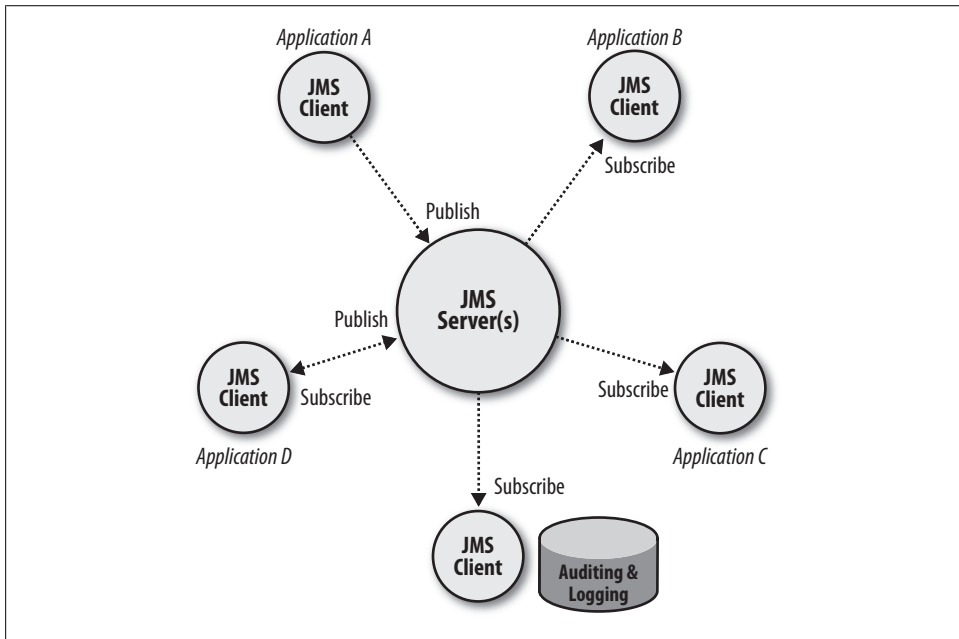 Application A
JMS
Client
Application B
JMS
Client
Subscribe
Publish
JMS
Server(s)
Publish
Subscribe
JMS
Client
Application D
Subscribe
JMS
Client
Application C
Subscribe
JMS
Client
Auditing &
Logging